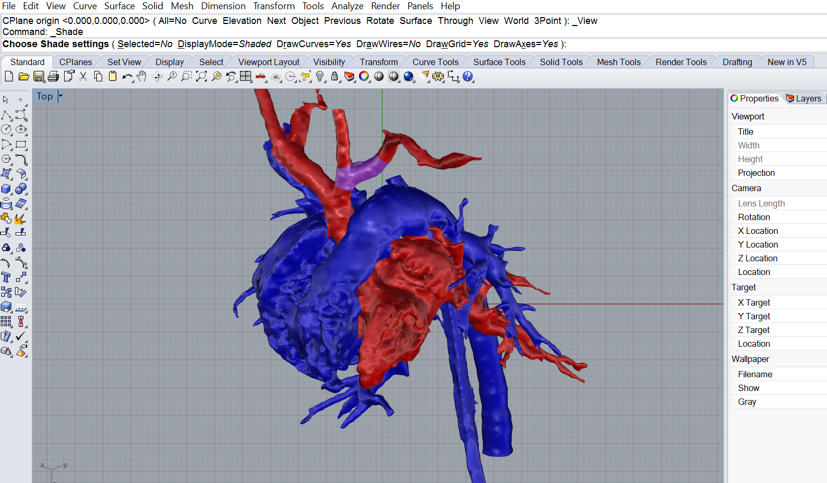 File Edit View Curve Surface Solid Mesh Dimension Transform Tools Analyze Render Panels Help
CPlane origin <0.000,0.000,0.000> ( All=No Curve Elevation Next Object Previous Rotate Surface Through View World 3Point ): _View
Command: _Shade
Choose Shade settings ( Selected=No DisplayMode=Shaded DrawCurves=Yes DrawWires=No DrawGrid=Yes DrawAxes=Yes ):
Standard CPlanes Set View Display Select Viewport Layout Visibility Transform Curve Tools Surface Tools Solid Tools Mesh Tools Render Tools Drafting New in V5
Top
Properties Layers
Viewport
Title
Width
Height
Projection
Camera
Lens Length
Rotation
X Location
Y Location
Z Location
Location
Target
X Target
Y Target
Z Target
Location
Wallpaper
Filename
Show
Gray
x y